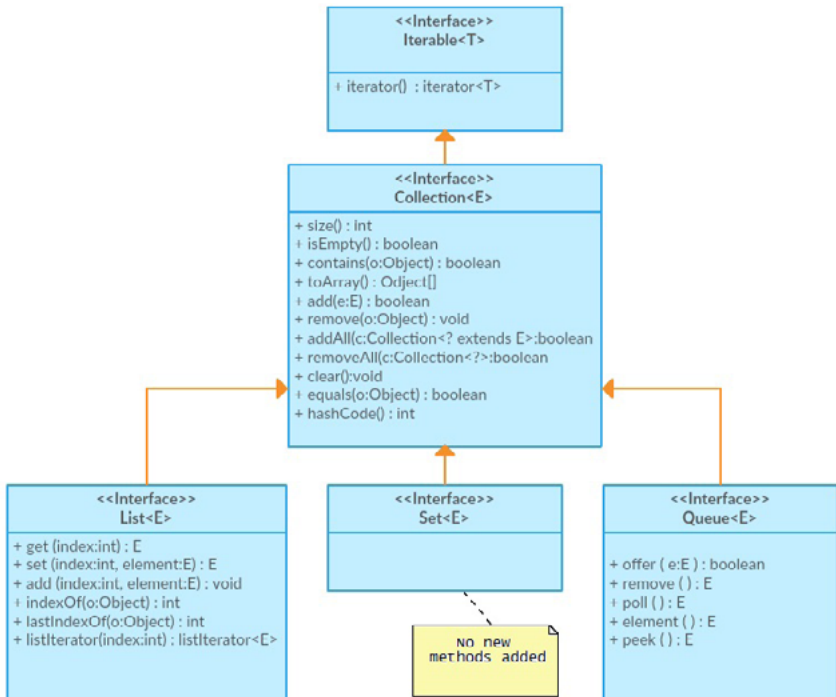 <<Interface>>
Iterable<T>
+ iterator() : iterator<T>
<<Interface>>
Collection<E>
+ size() : int
+ isEmpty() : boolean
+ contains(o:Object) : boolean
+ toArray() : Odject[]
+ add(e:E) : boolean
+ remove(o:Object) : void
+ addAll(c:Collection<? extends E>:boolean
+ removeAll(c:Collection<?>:boolean
+ clear():void
+ equals(o:Object) : boolean
+ hashCode() : int
<<Interface>>
List<E>
+ get (index:int) : E
+ set (index:int, element:E) : E
+ add (index:int, element:E) : void
+ indexOf(o:Object) : int
+ lastIndexOf(o:Object) : int
+ listIterator(index:int) : listIterator<E>
<<Interface>>
Set<E>
No new
methods added
<<Interface>>
Queue<E>
+ offer ( e:E ) : boolean
+ remove ( ) : E
+ poll ( ) : E
+ element ( ) : E
+ peek ( ) : E